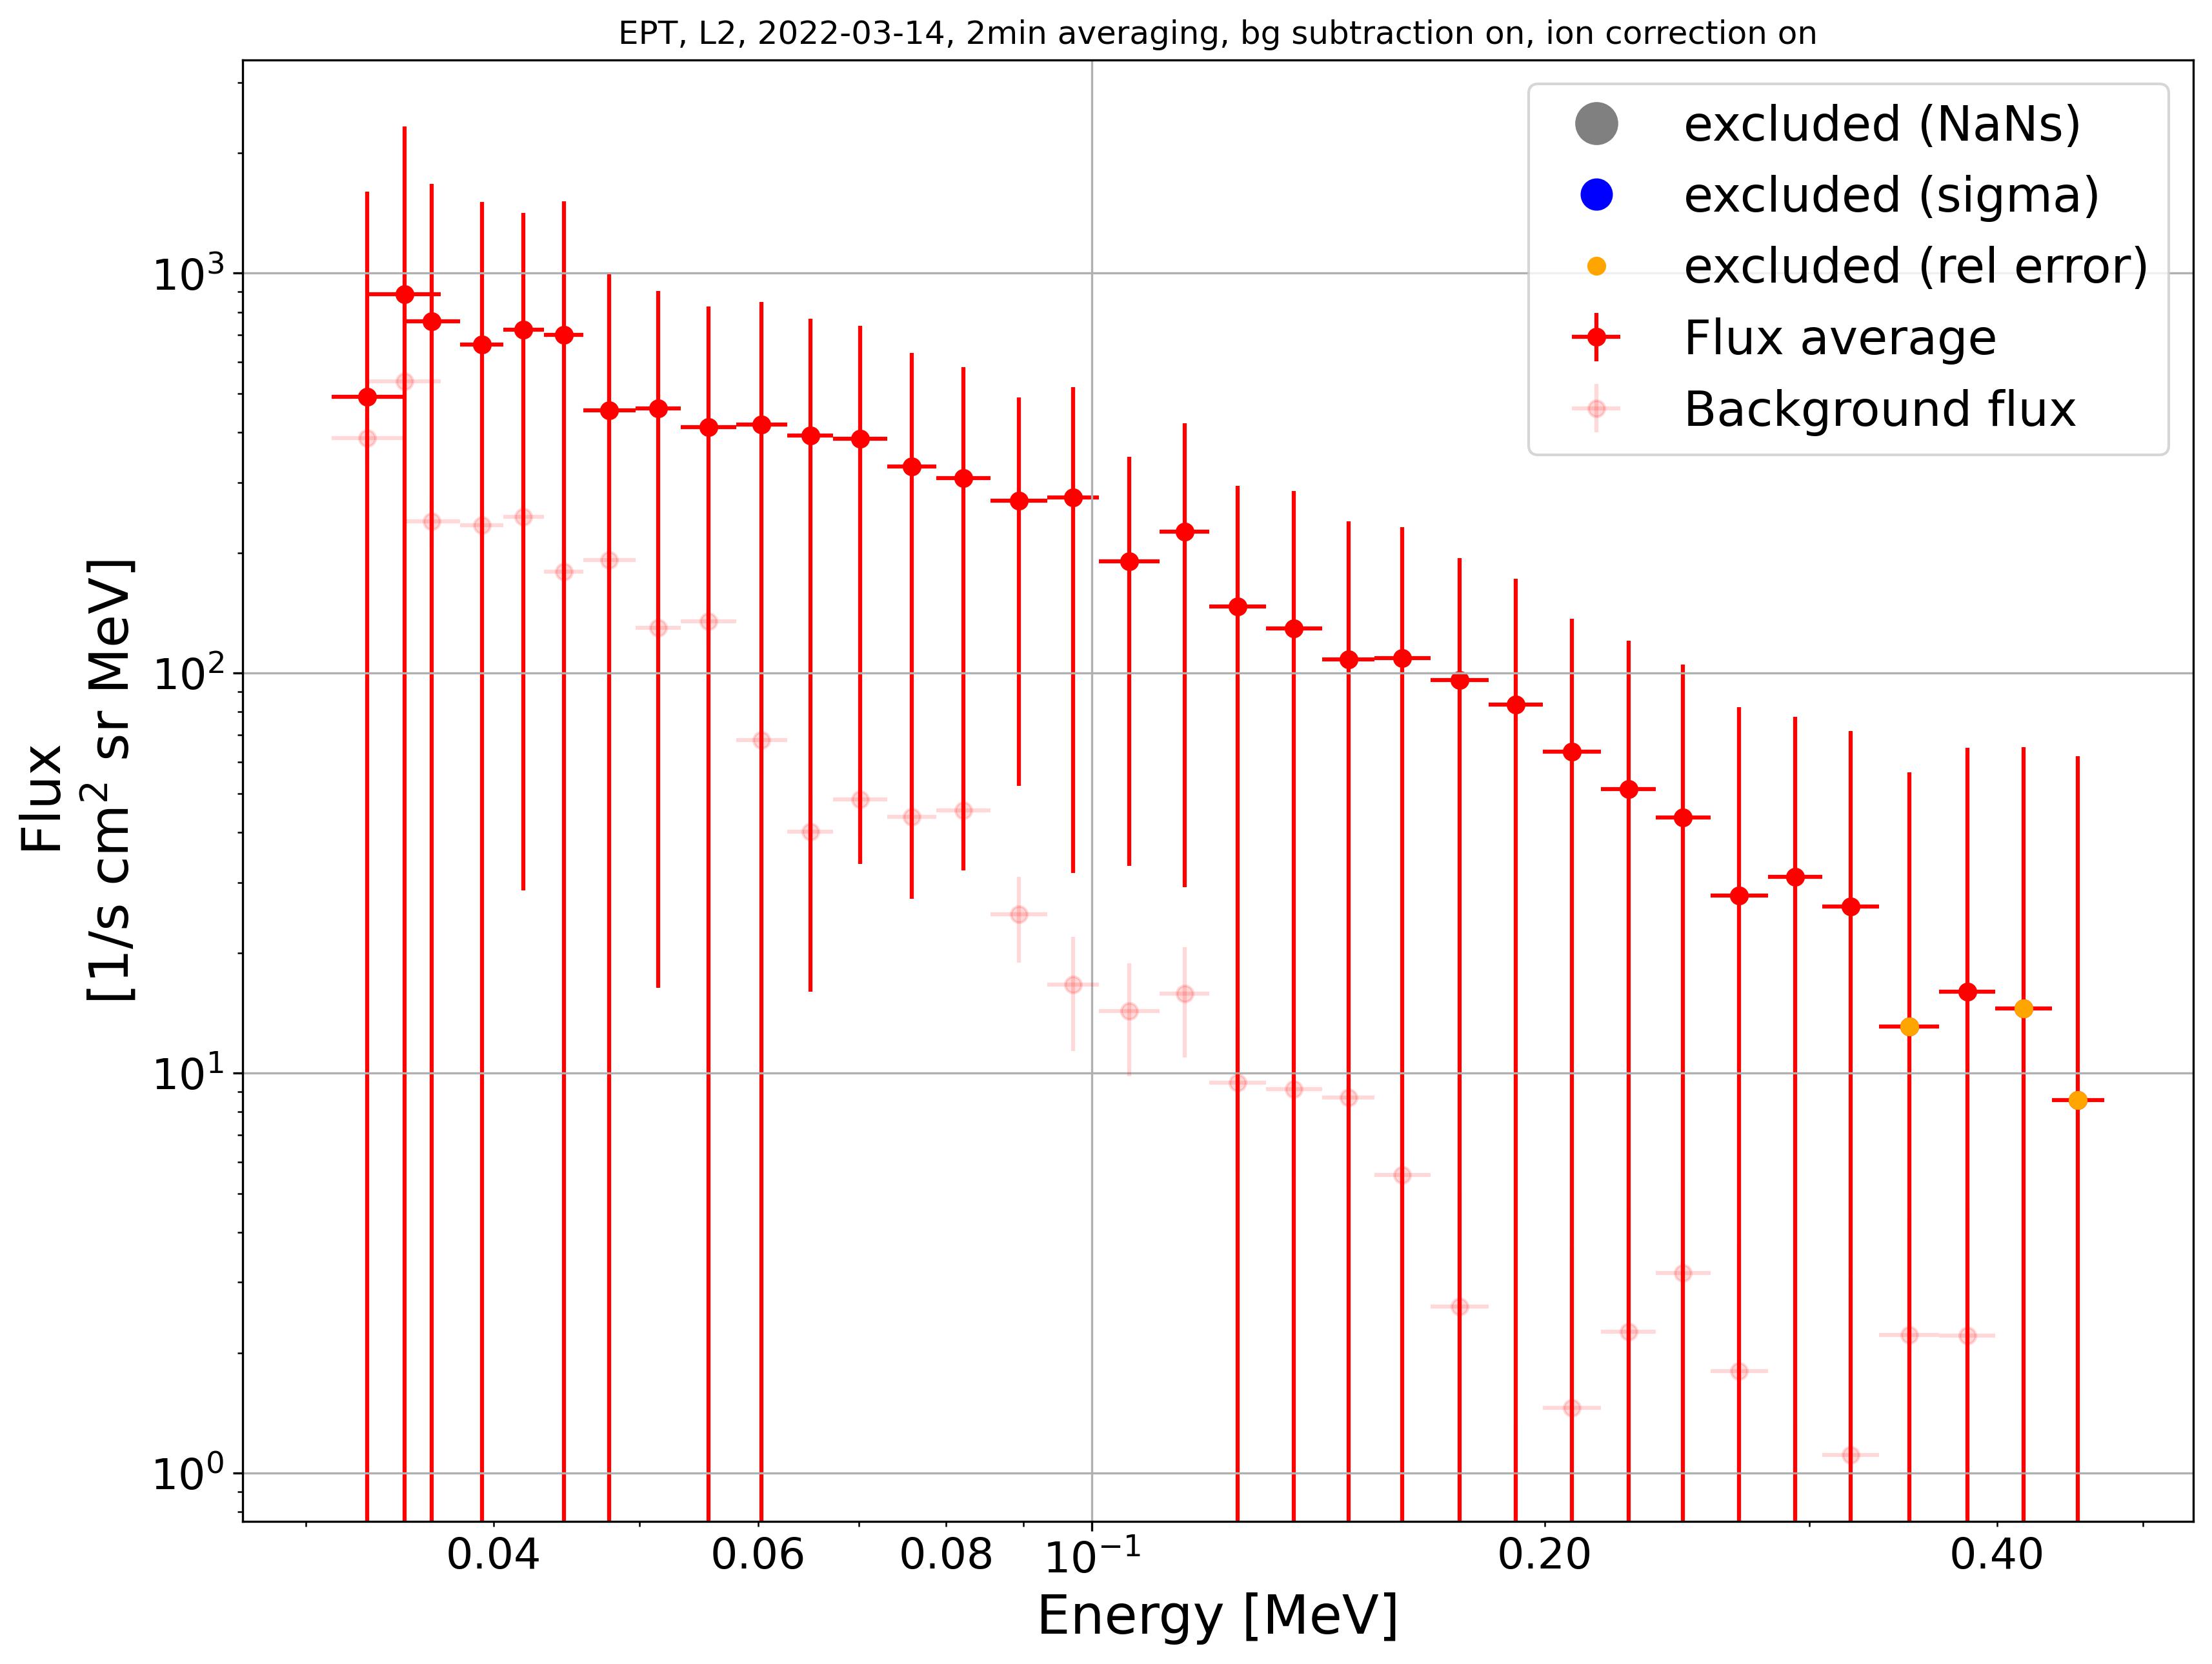 EPT, L2, 2022-03-14, 2min averaging, bg subtraction on, ion correction on
excluded (NaNs)
excluded (sigma)
excluded (rel error)
Flux average
Background flux
Flux
[1/s cm² sr MeV]
10³
10²
10¹
10⁰
0.04
0.06
0.08
10⁻¹
0.20
0.40
Energy [MeV]